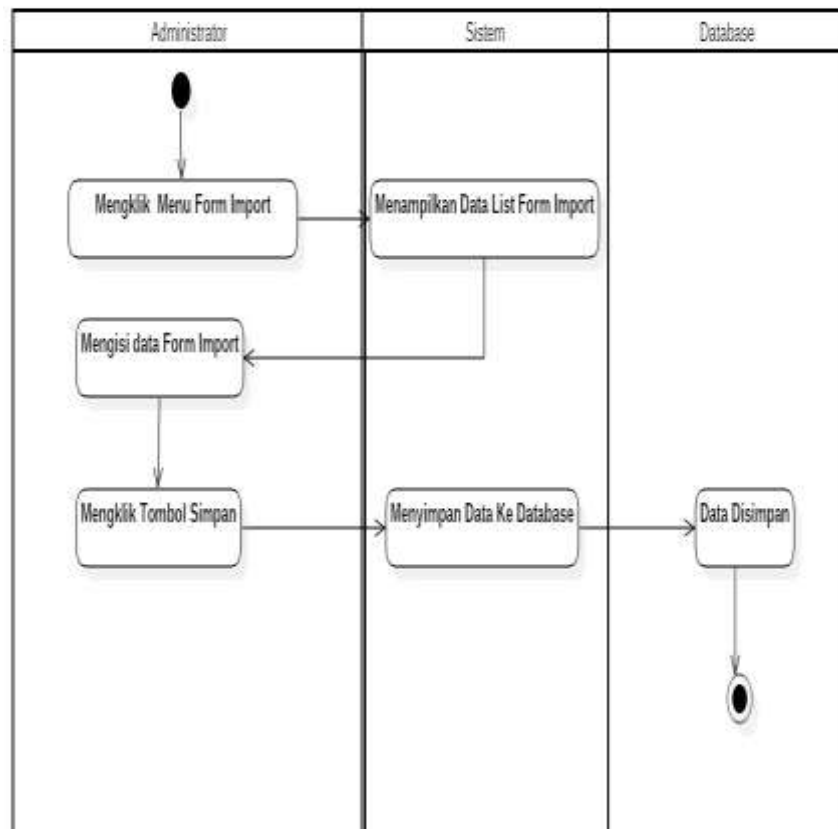 Administrator
Sistem
Database
Mengklik Menu Form Import
Menampilkan Data List Form Import
Mengisi data Form Import
Mengklik Tombol Simpan
Menyimpan Data Ke Database
Data Disimpan